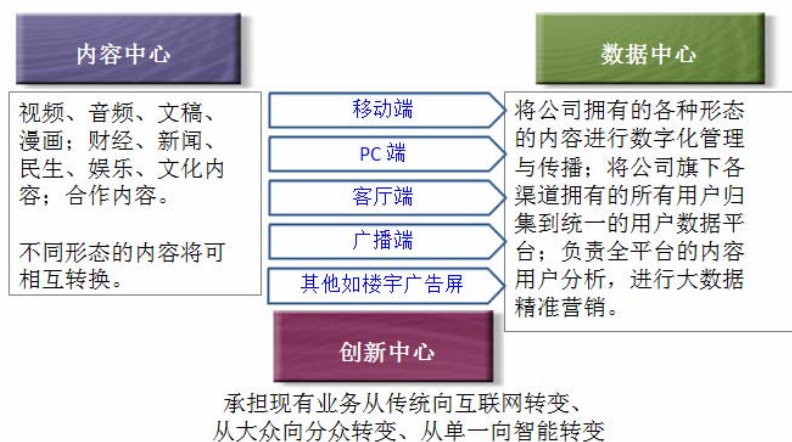 内容中心
视频、音频、文稿、
漫画；财经、新闻、
民生、娱乐、文化内
容；合作内容。
不同形态的内容将可
相互转换。
移动端
PC 端
客厅端
广播端
其他如楼宇广告屏
数据中心
将公司拥有的各种形态
的内容进行数字化管理
与传播；将公司旗下各
渠道拥有的所有用户归
集到统一的用户数据平
台；负责全平台的内容
用户分析，进行大数据
精准营销。
创新中心
承担现有业务从传统向互联网转变、
从大众向分众转变、从单一向智能转变